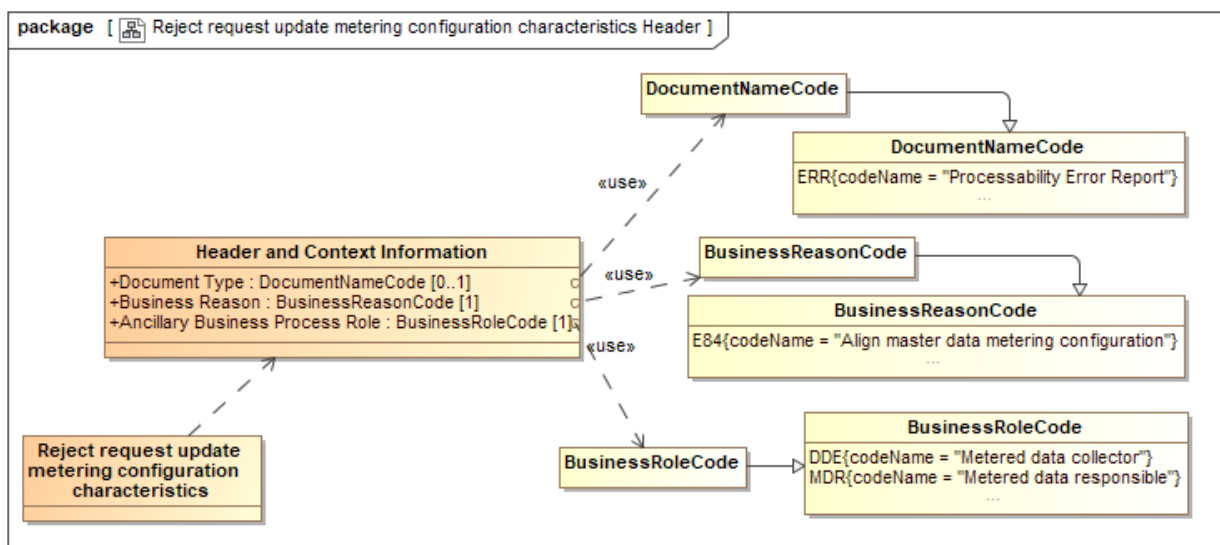 package [ Reject request update metering configuration characteristics Header ]
DocumentNameCode
DocumentNameCode
ERR{codeName = "Processability Error Report"}
...
«use»
Header and Context Information
+Document Type : DocumentNameCode [0..1]
+Business Reason : BusinessReasonCode [1]
+Ancillary Business Process Role : BusinessRoleCode [1]
«use»
BusinessReasonCode
BusinessReasonCode
E84{codeName = "Align master data metering configuration"}
...
«use»
Reject request update
metering configuration
characteristics
BusinessRoleCode
BusinessRoleCode
DDE{codeName = "Metered data collector"}
MDR{codeName = "Metered data responsible"}
...